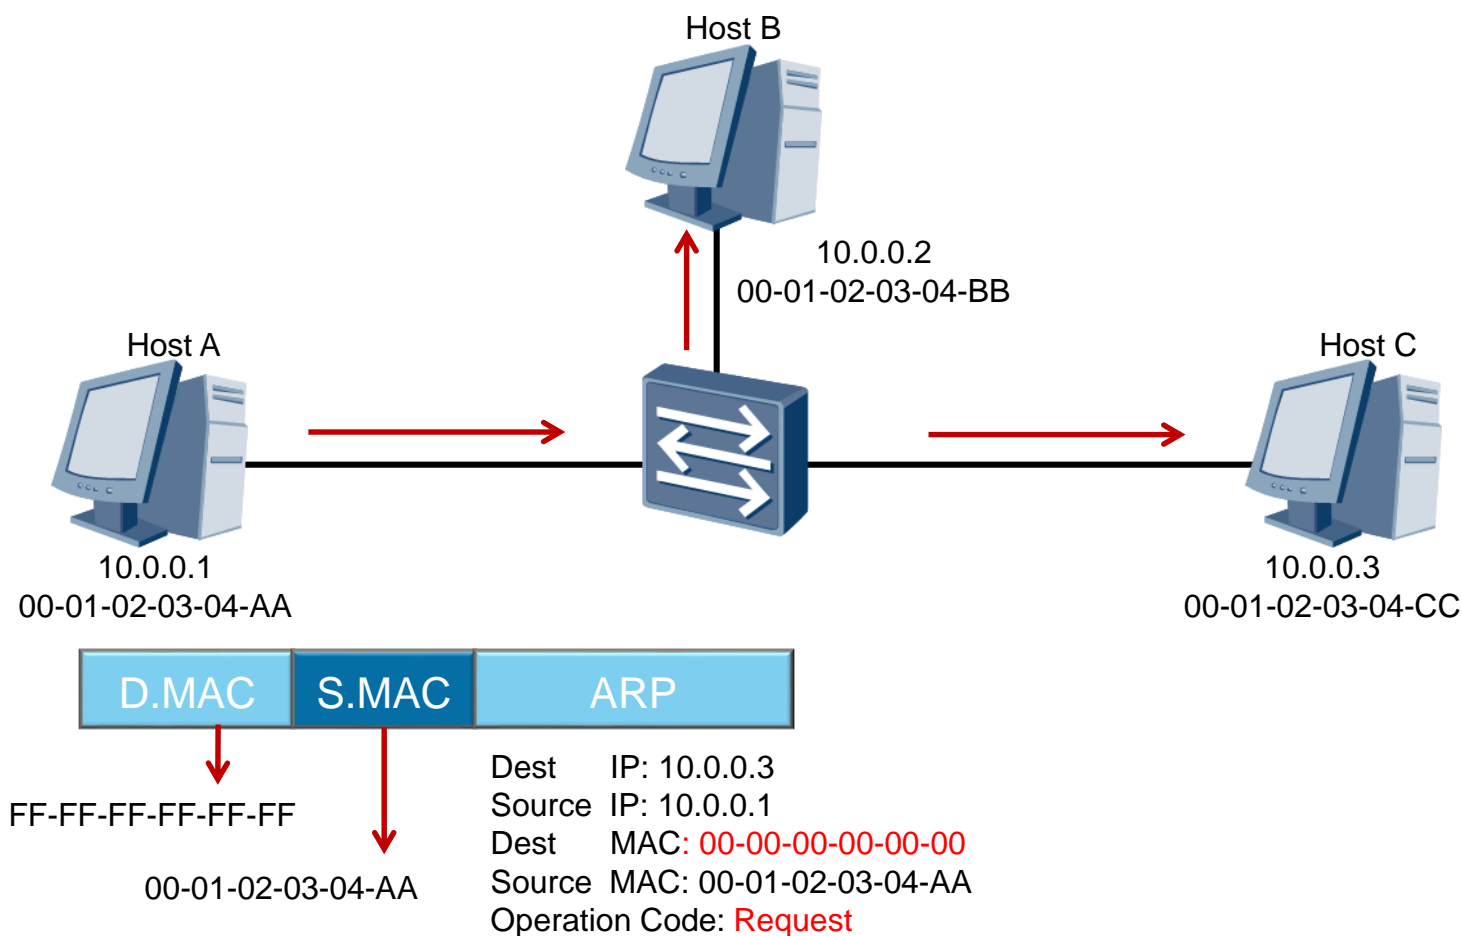 Host B
10.0.0.2
00-01-02-03-04-BB
Host A
Host C
10.0.0.1
00-01-02-03-04-AA
10.0.0.3
00-01-02-03-04-CC
D.MAC S.MAC ARP
FF-FF-FF-FF-FF-FF
00-01-02-03-04-AA
Dest IP: 10.0.0.3
Source IP: 10.0.0.1
Dest MAC: 00-00-00-00-00-00
Source MAC: 00-01-02-03-04-AA
Operation Code: Request